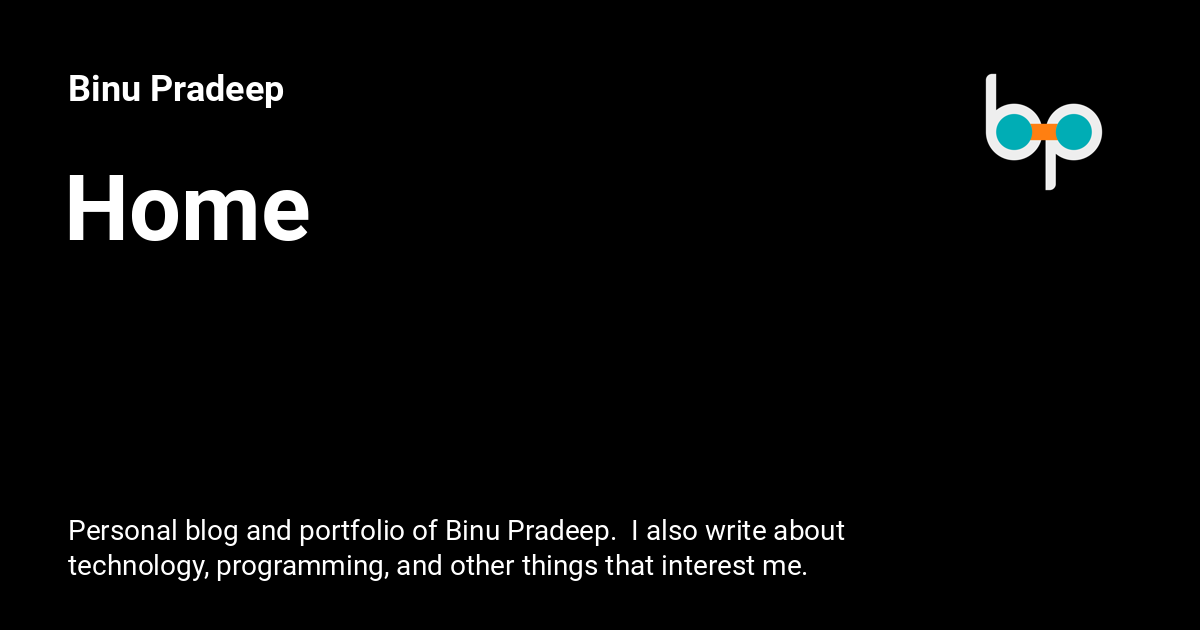 Binu Pradeep
bp
Home
Personal blog and portfolio of Binu Pradeep.  I also write about
technology, programming, and other things that interest me.